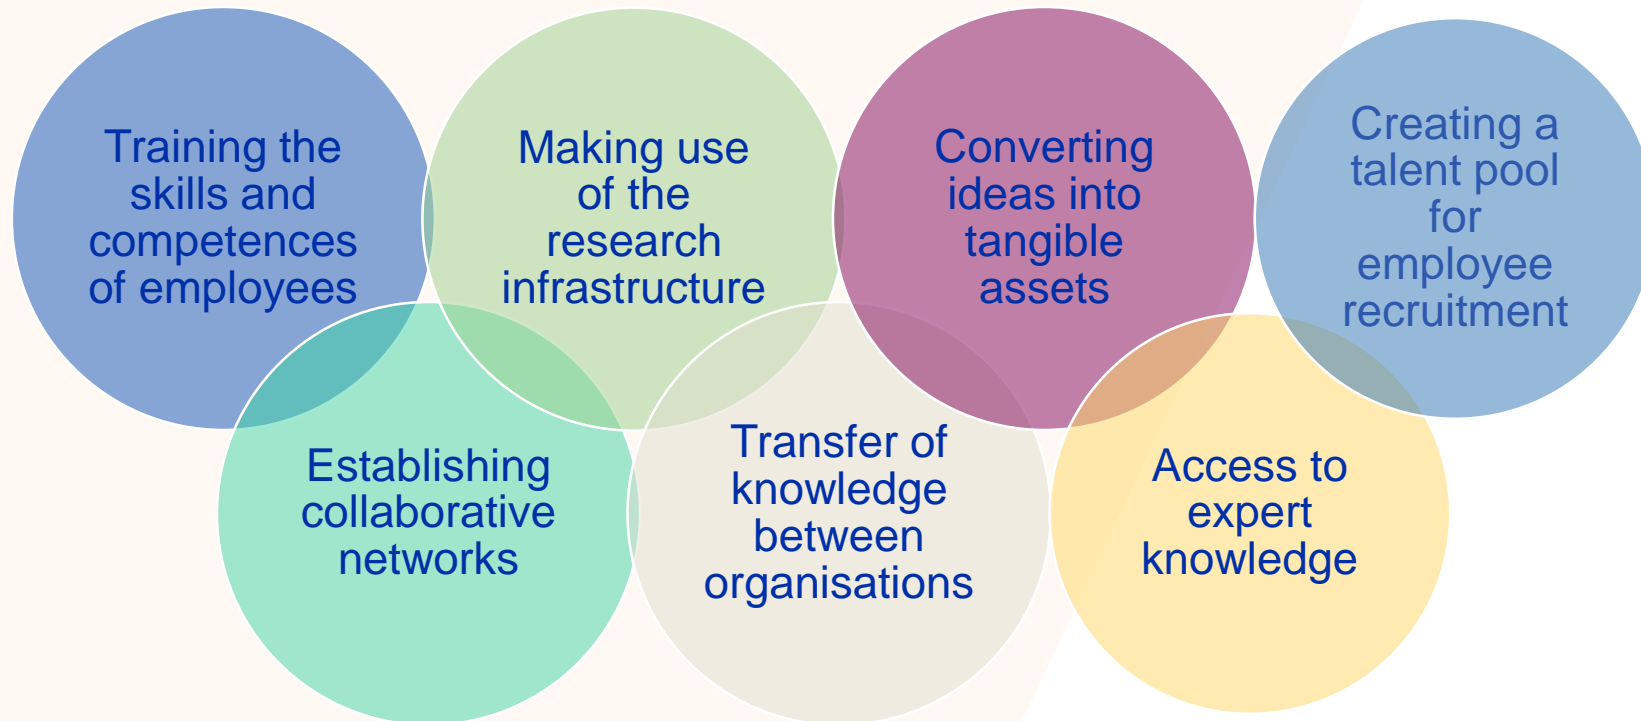 Training the
skills and
competences
of employees
Making use
of the
research
infrastructure
Converting
ideas into
tangible
assets
Creating a
talent pool
for
employee
recruitment
Establishing
collaborative
networks
Transfer of
knowledge
between
organisations
Access to
expert
knowledge